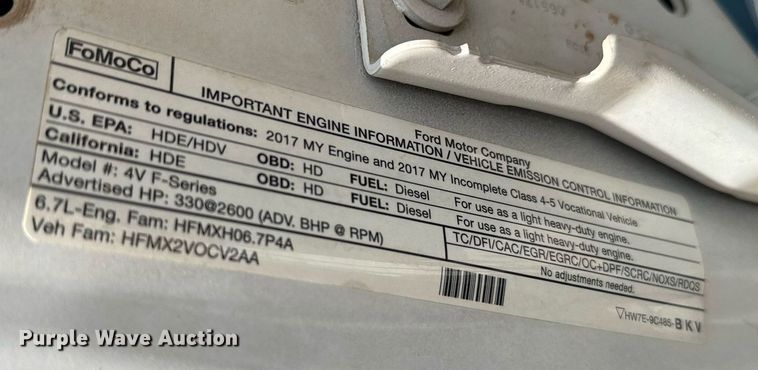 FoMoCo
Ford Motor Company
IMPORTANT ENGINE INFORMATION / VEHICLE EMISSION CONTROL INFORMATION
Conforms to regulations: 2017 MY Engine and 2017 MY Incomplete Class 4-5 Vocational Vehicle
U.S. EPA: HDE/HDV OBD: HD FUEL: Diesel For use as a light heavy-duty engine.
California: HDE OBD: HD FUEL: Diesel For use as a light heavy-duty engine.
Model #: 4V F-Series
Advertised HP: 330@2600 (ADV. BHP @ RPM) TC/DFI/CAC/EGR/EGRC/OC+DPF/SCRC/NOXS/RDQS
6.7L-Eng. Fam: HFMXH06.7P4A No adjustments needed.
Veh Fam: HFMX2VOCV2AA
HW7E-9C485-BKV
Purple Wave Auction